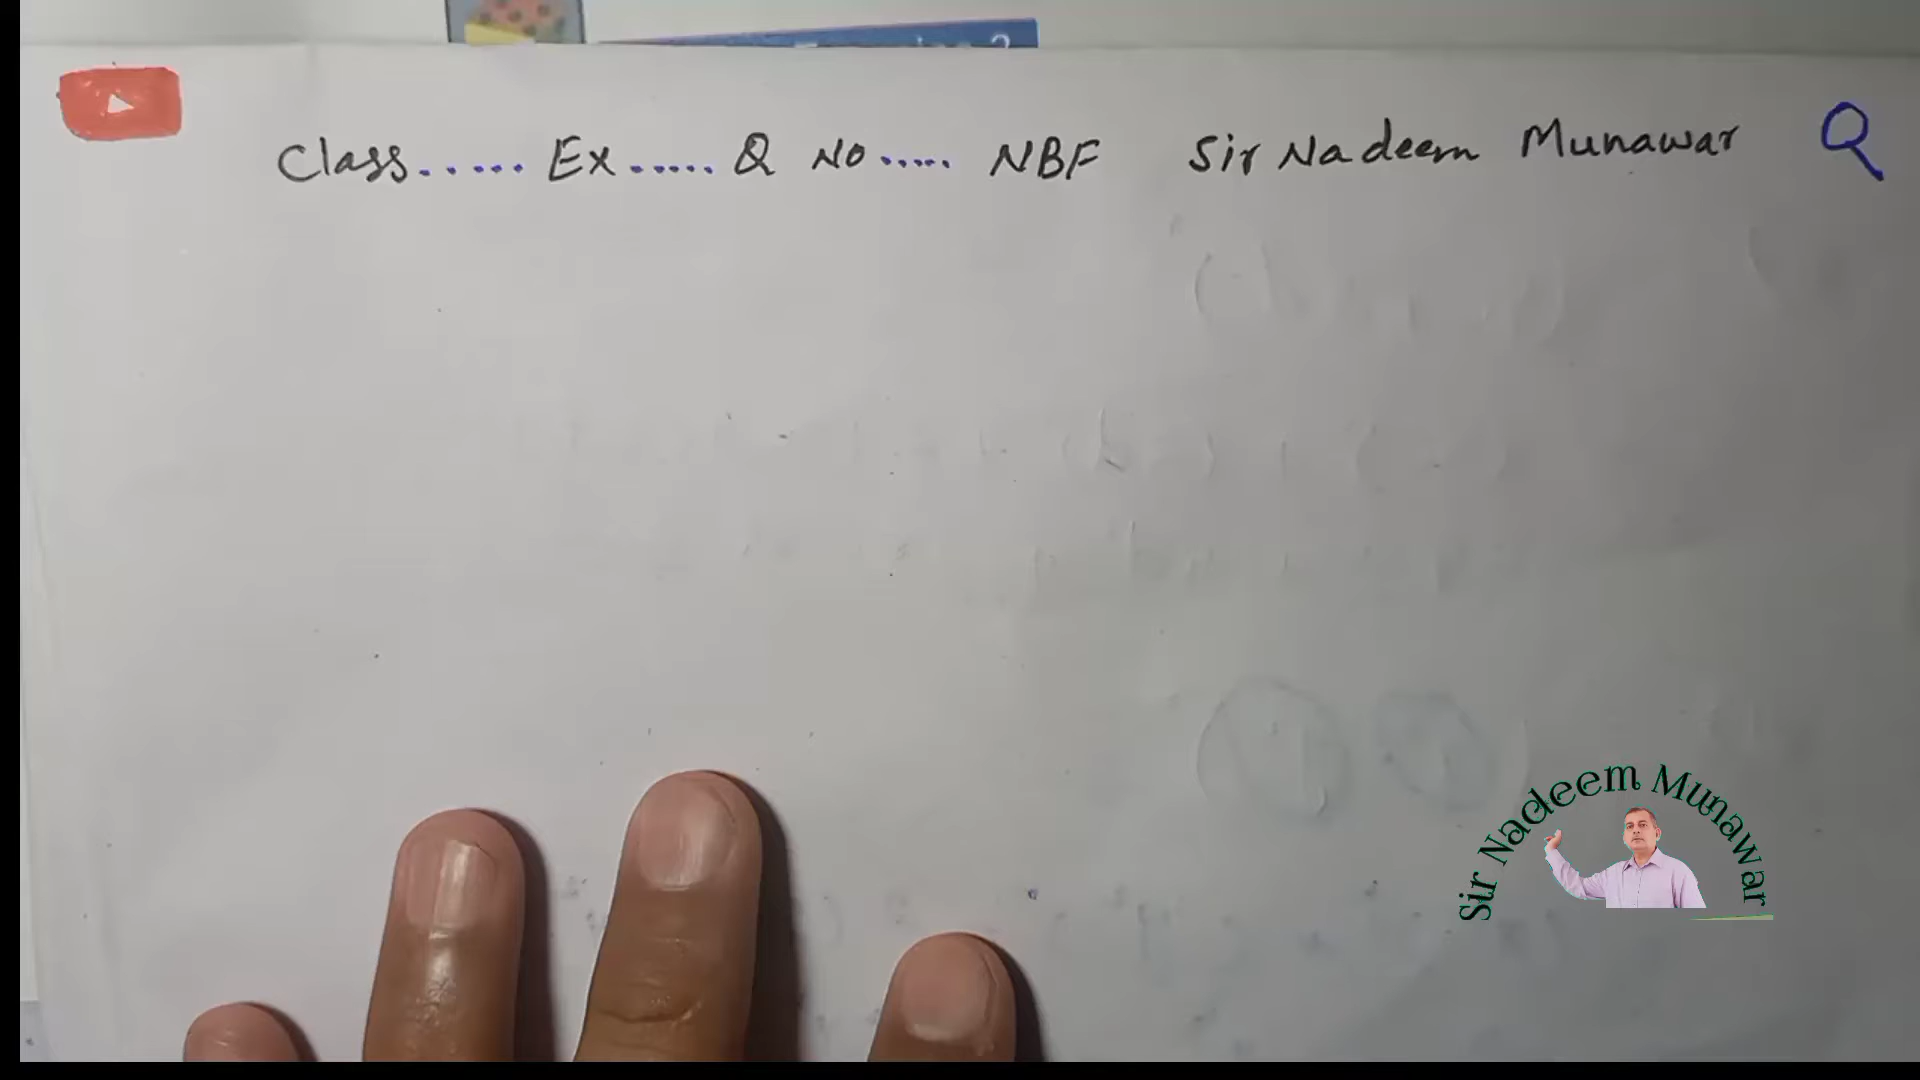 Class...... Ex..... Q No..... NBF Sir Nadeem Munawar Q
Sir Nadeem Munawar